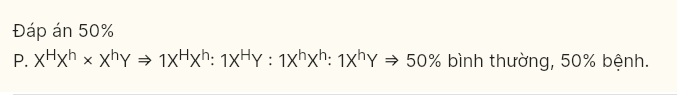 Đáp án 50%
P. XᴴXʰ × XʰY ⇒ 1XᴴXʰ: 1XᴴY : 1XʰXʰ: 1XʰY ⇒ 50% bình thường, 50% bệnh.